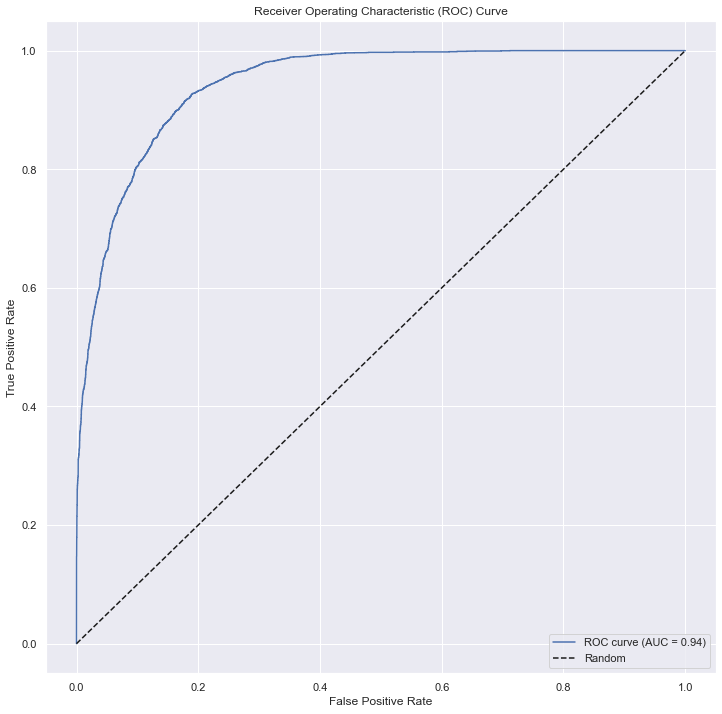 Receiver Operating Characteristic (ROC) Curve
True Positive Rate
1.0
0.8
0.6
0.4
0.2
0.0
0.0 0.2 0.4 0.6 0.8 1.0
False Positive Rate
ROC curve (AUC = 0.94)
Random